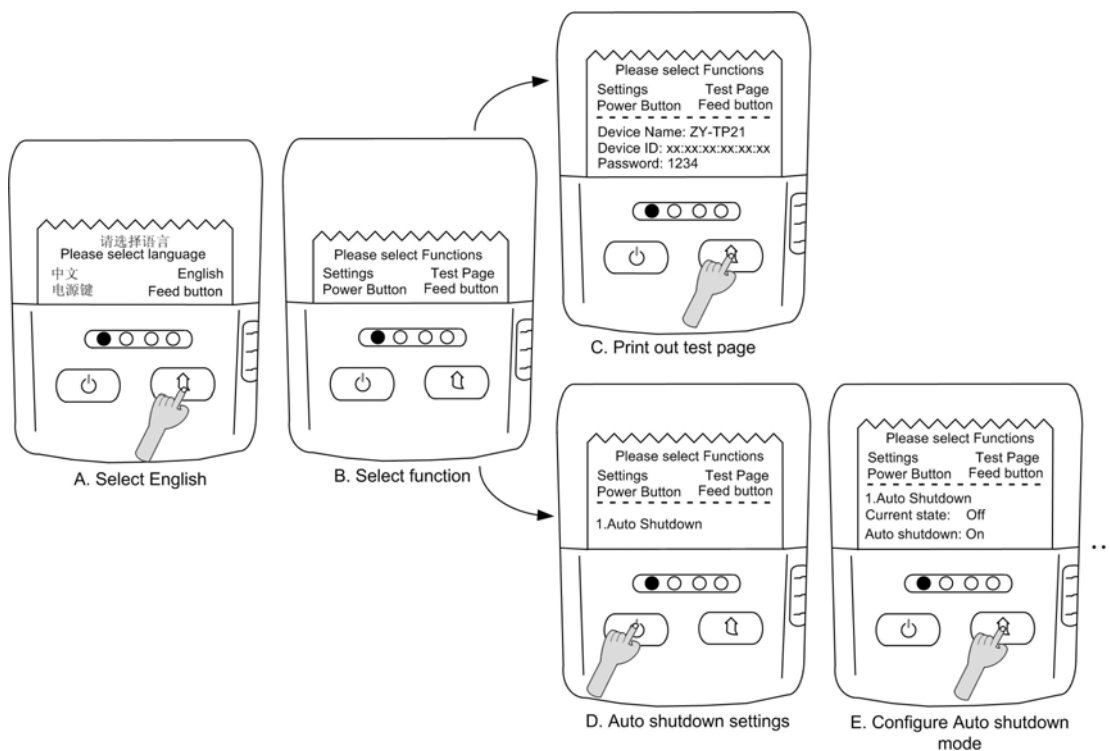 请选择语言
Please select language
中文 English
电源键 Feed button
A. Select English
Please select Functions
Settings Test Page
Power Button Feed button
B. Select function
Please select Functions
Settings Test Page
Power Button Feed button
Device Name: ZY-TP21
Device ID: xx:xx:xx:xx:xx:xx
Password: 1234
C. Print out test page
Please select Functions
Settings Test Page
Power Button Feed button
1.Auto Shutdown
D. Auto shutdown settings
Please select Functions
Settings Test Page
Power Button Feed button
1.Auto Shutdown
Current state: Off
Auto shutdown: On
E. Configure Auto shutdown
mode